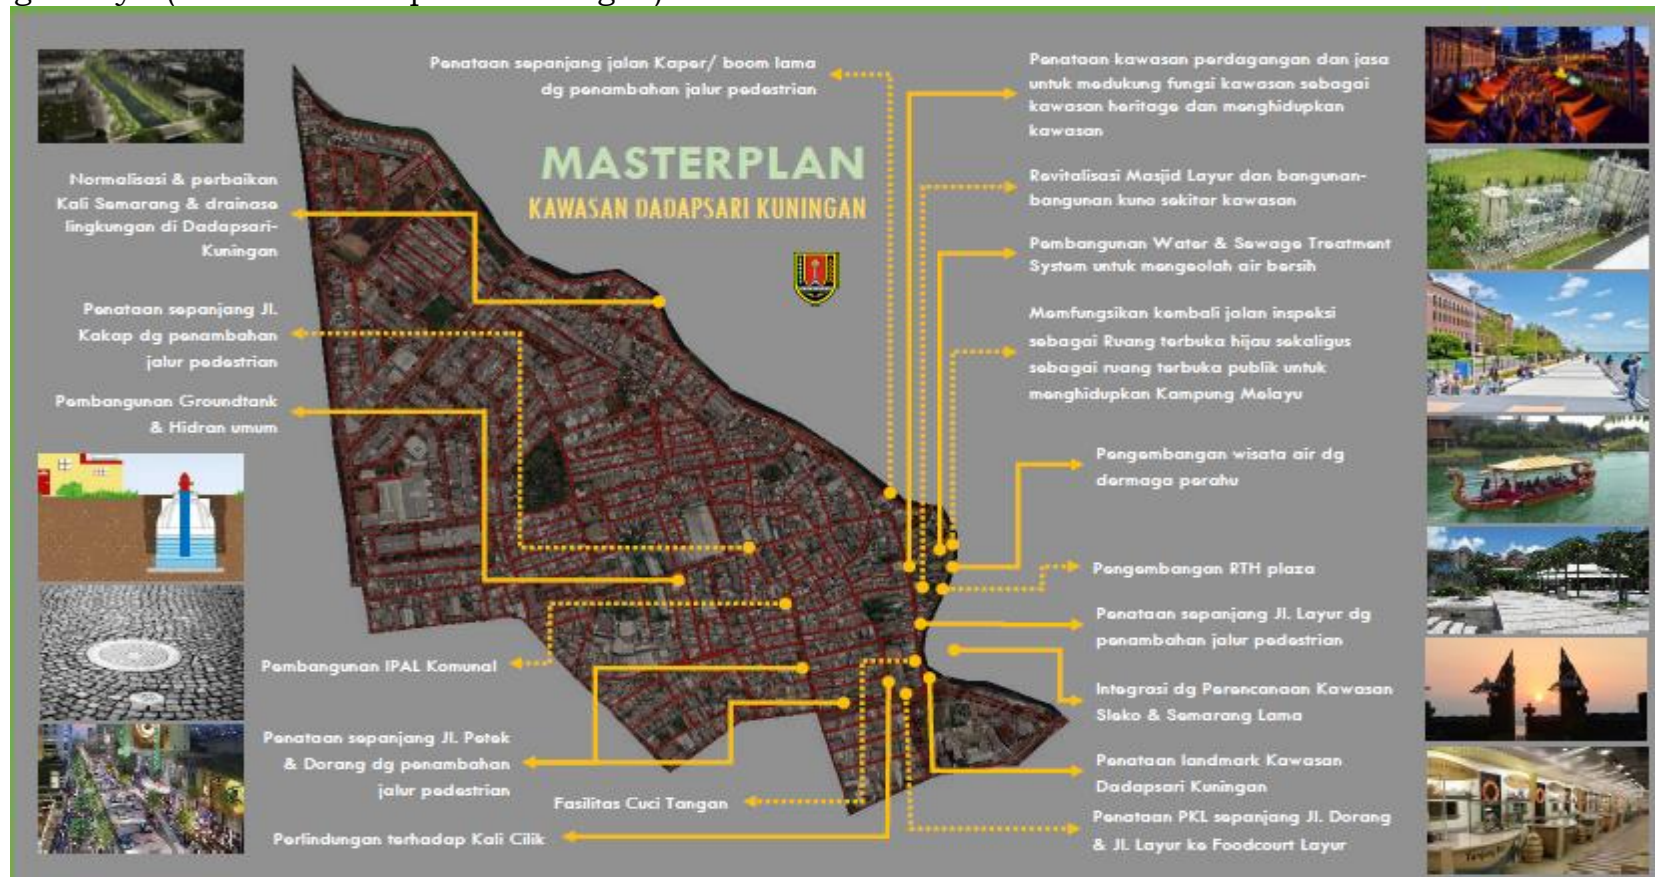 MASTERPLAN
KAWASAN DADAPSARI KUNINGAN
Penataan sepanjang jalan Kaper/ boom lama
dg penambahan jalur pedestrian
Normalisasi & perbaikan
Kali Semarang & drainase
lingkungan di Dadapsari-
Kuningan
Penataan sepanjang Jl.
Kakap dg penambahan
jalur pedestrian
Pembangunan Groundtank
& Hidran umum
Pembangunan IPAL Komunal
Penataan sepanjang Jl. Petek
& Dorang dg penambahan
jalur pedestrian
Fasilitas Cuci Tangan
Perlindungan terhadap Kali Cilik
Penataan kawasan perdagangan dan jasa
untuk medukung fungsi kawasan sebagai
kawasan heritage dan menghidupkan
kawasan
Revitalisasi Masjid Layur dan bangunan-
bangunan kuno sekitar kawasan
Pembangunan Water & Sewage Treatment
System untuk mengeolah air bersih
Memfungsikan kembali jalan inspeksi
sebagai Ruang terbuka hijau sekaligus
sebagai ruang terbuka publik untuk
menghidupkan Kampung Melayu
Pengembangan wisata air dg
dermaga perahu
Pengembangan RTH plaza
Penataan sepanjang Jl. Layur dg
penambahan jalur pedestrian
Integrasi dg Perencanaan Kawasan
Sleko & Semarang Lama
Penataan landmark Kawasan
Dadapsari Kuningan
Penataan PKL sepanjang Jl. Dorang
& Jl. Layur ke Foodcourt Layur